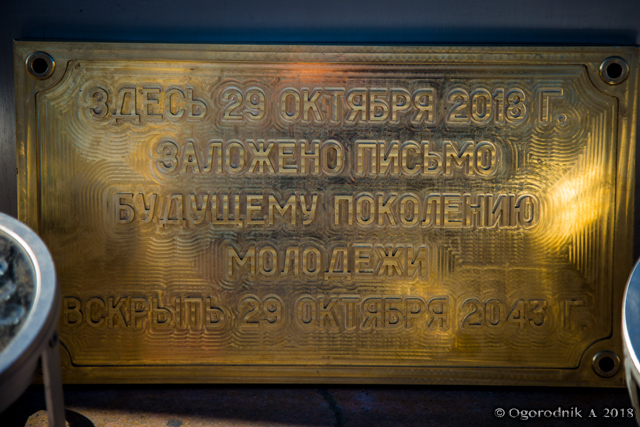 ЗДЕСЬ 29 ОКТЯБРЯ 2018 Г.
ЗАЛОЖЕНО ПИСЬМО
БУДУЩЕМУ ПОКОЛЕНИЮ
МОЛОДЕЖИ
ВСКРЫТЬ 29 ОКТЯБРЯ 2043 Г.
© Ogorodnik A 2018